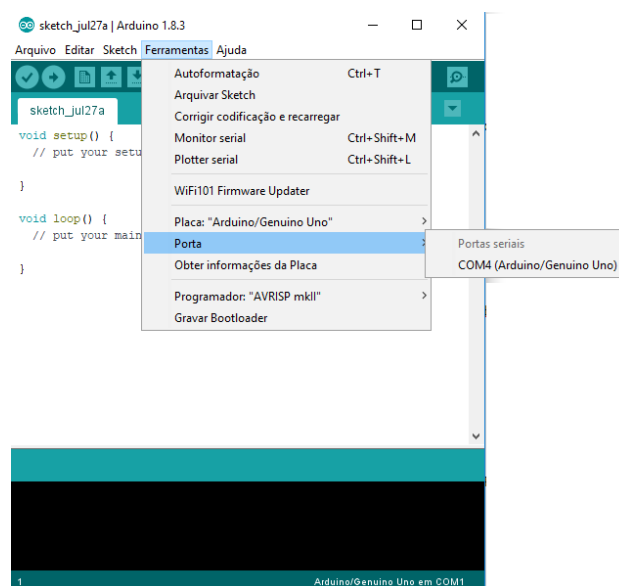 sketch_jul27a | Arduino 1.8.3
Arquivo Editar Sketch Ferramentas Ajuda
Autoformatação Ctrl+T
Arquivar Sketch
Corrigir codificação e recarregar
Monitor serial Ctrl+Shift+M
Plotter serial Ctrl+Shift+L
WiFi101 Firmware Updater
Placa: "Arduino/Genuino Uno"
Porta
Obter informações da Placa
Programador: "AVRISP mkII"
Gravar Bootloader
Portas seriais
COM4 (Arduino/Genuino Uno)
sketch_jul27a
void setup() {
// put your setu
}
void loop() {
// put your main
}
1 Arduino/Genuino Uno em COM1